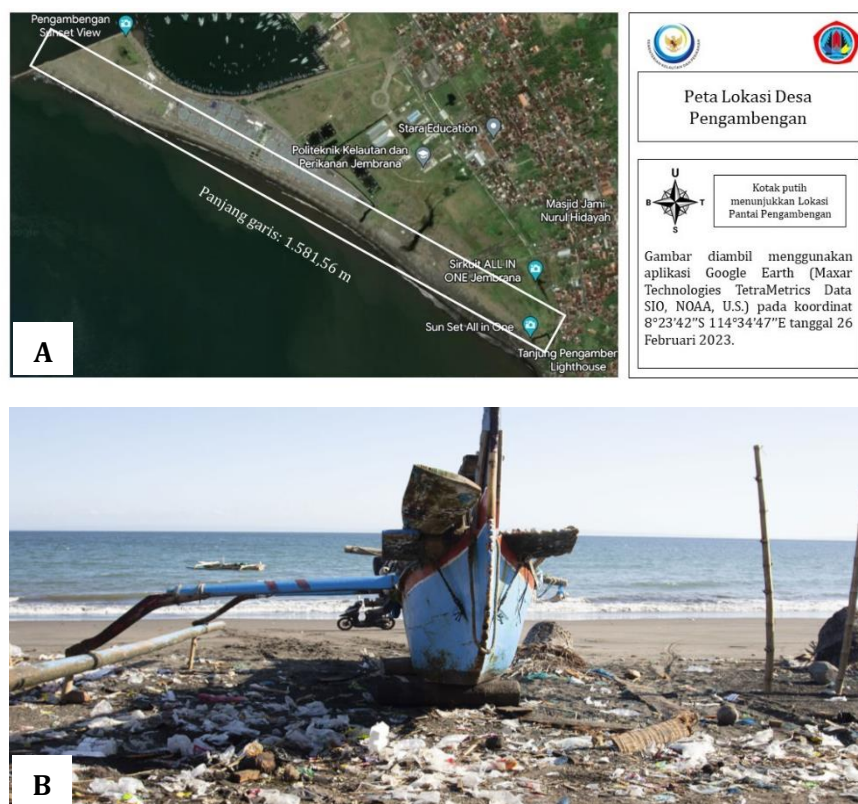 Pengambengan
Sunset View
Stara Education
Politeknik Kelautan dan
Perikanan Jembrana
Masjid Jami
Nurul Hidayah
Panjang garis: 1.581,56 m
Sirkuit ALL IN
ONE Jembrana
Sun Set All in One
Tanjung Pengamben
Lighthouse
A
Peta Lokasi Desa
Pengambengan
U
B
T
S
Kotak putih
menunjukkan Lokasi
Pantai Pengambengan
Gambar diambil menggunakan
aplikasi Google Earth (Maxar
Technologies TetraMetrics Data
SIO, NOAA, U.S.) pada koordinat
8°23’42”S 114°34’47”E tanggal 26
Februari 2023.
B